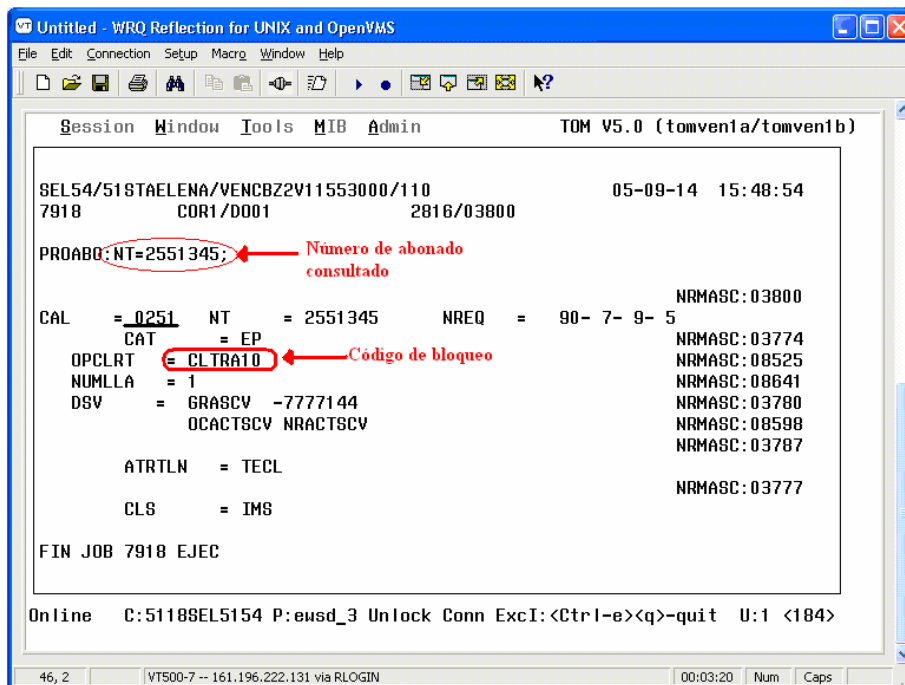 Untitled - WRQ Reflection for UNIX and OpenVMS
File Edit Connection Setup Macro Window Help
Session Window Tools MIB Admin TOM V5.0 (tomven1a/tomven1b)
SEL54/51STAELENA/VENCBZ2V11553000/110 05-09-14 15:48:54
7918 COR1/D001 2816/03800
PROABO:NT=2551345; Número de abonado
consultado
NRMASC:03800
CAL = 0251 NT = 2551345 NREQ = 90- 7- 9- 5
CAT = EP NRMASC:03774
OPCLRT = CLTRA10 Código de bloqueo NRMASC:08525
NUMLLA = 1 NRMASC:08641
DSV = GRASCV -7777144 NRMASC:03780
OCACTSCV NRACTSCV NRMASC:08598
NRMASC:03787
ATRTLN = TECL
NRMASC:03777
CLS = IMS
FIN JOB 7918 EJEC
Online C:5118SEL5154 P:ewsd_3 Unlock Conn ExcI:<Ctrl-e><q>-quit U:1 <184>
46, 2 VT500-7 -- 161.196.222.131 via RLOGIN 00:03:20 Num Caps